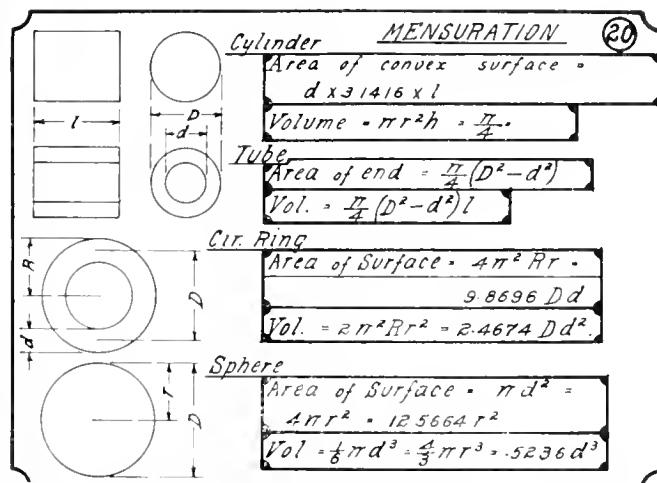 MENSURATION
20
Cylinder
Area of convex surface =
d x 3.1416 x l
Volume = πr²h = π/4 .
D
d
l
Tube
Area of end = π/4 (D² - d²)
Vol. = π/4 (D² - d²) l
Cir. Ring
Area of Surface = 4π² Rr =
9.8696 Dd
Vol. = 2π²Rr² = 2.4674 Dd².
R
D
d
Sphere
Area of Surface = πd² =
4πr² = 12.5664 r²
Vol = 1/6 πd³ = 4/3 πr³ = .5236 d³
r
D